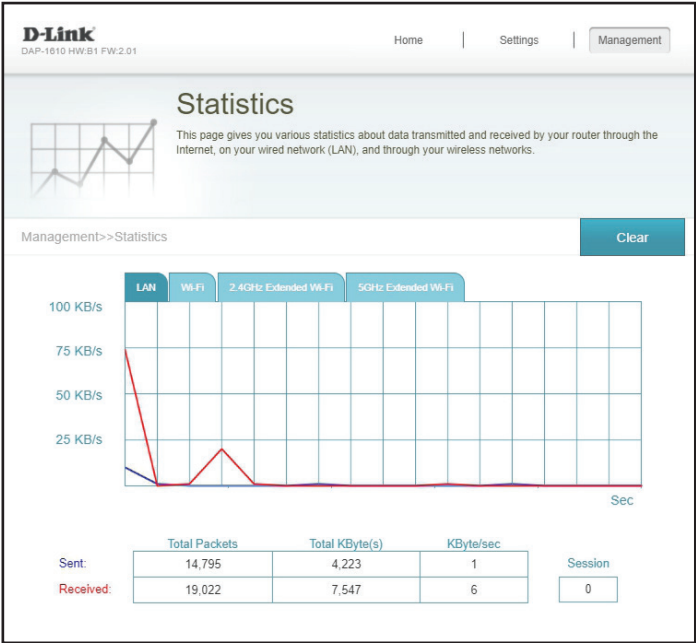 D-Link
DAP-1610 HW:B1 FW:2.01
Home | Settings | Management
Statistics
This page gives you various statistics about data transmitted and received by your router through the
Internet, on your wired network (LAN), and through your wireless networks.
Management>>Statistics
Clear
LAN Wi-Fi 2.4GHz Extended Wi-Fi 5GHz Extended Wi-Fi
100 KB/s
75 KB/s
50 KB/s
25 KB/s
Sec
Total Packets Total KByte(s) KByte/sec
Sent: 14,795 4,223 1 Session
Received: 19,022 7,547 6 0